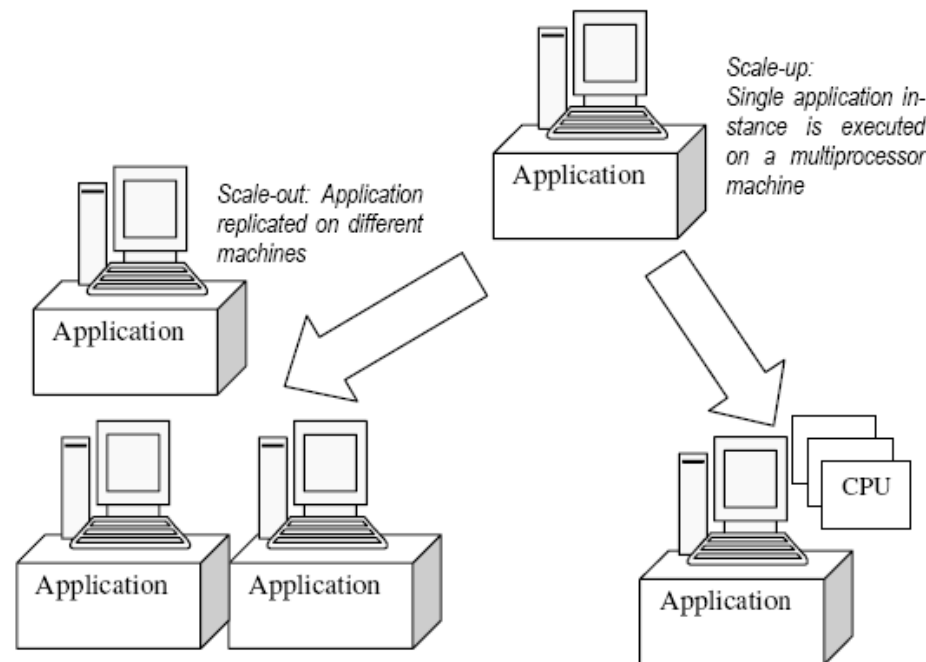 Scale-up:
Single application in-
stance is executed
on a multiprocessor
machine
Application
Scale-out: Application
replicated on different
machines
Application
Application
Application
CPU
Application